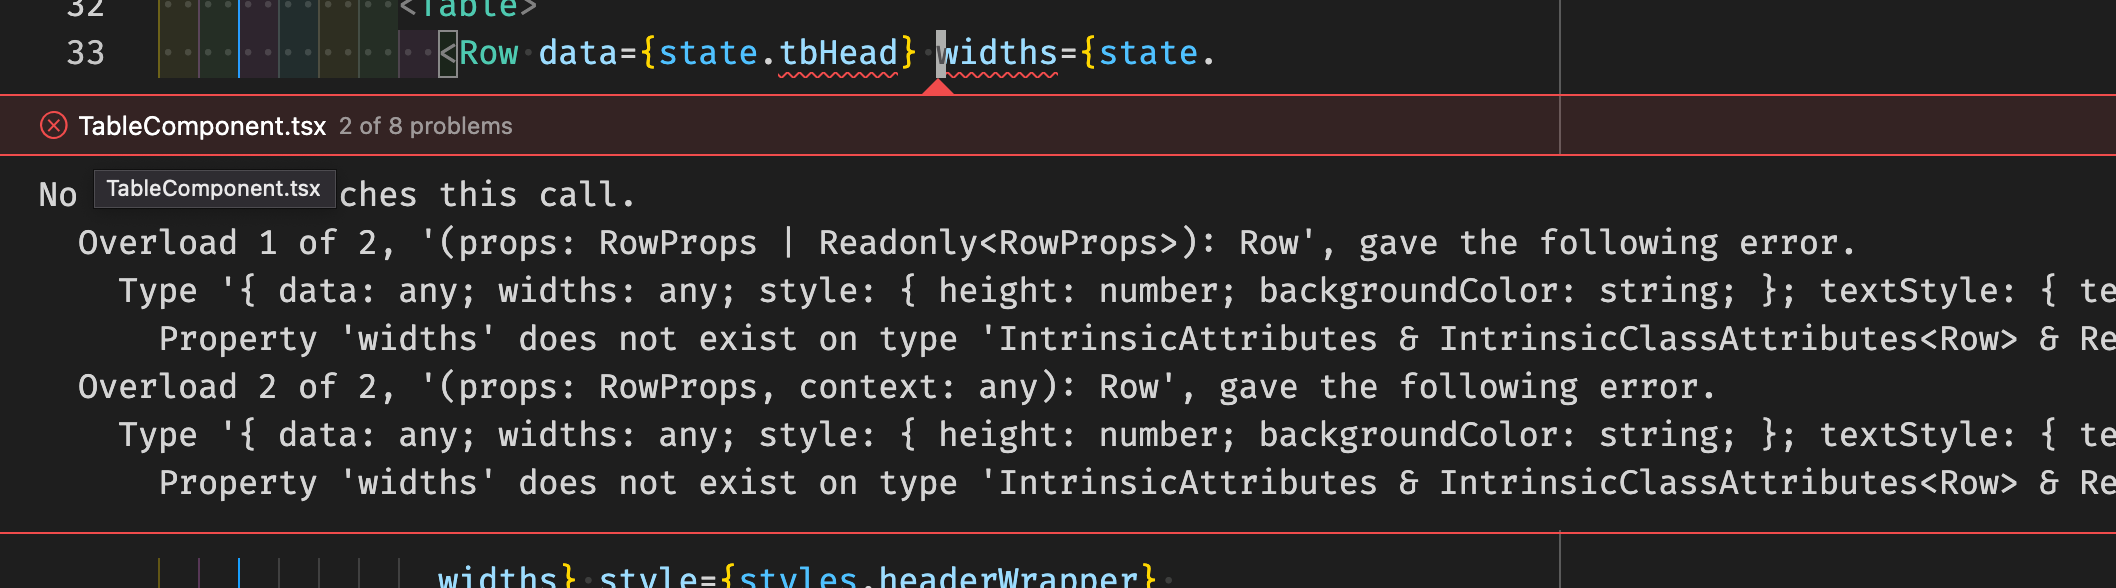 32 <Table>
33 <Row data={state.tbHead} widths={state.
TableComponent.tsx 2 of 8 problems
No TableComponent.tsx ches this call.
Overload 1 of 2, '(props: RowProps | Readonly<RowProps>): Row', gave the following error.
Type '{ data: any; widths: any; style: { height: number; backgroundColor: string; }; textStyle: { te
Property 'widths' does not exist on type 'IntrinsicAttributes & IntrinsicClassAttributes<Row> & Re
Overload 2 of 2, '(props: RowProps, context: any): Row', gave the following error.
Type '{ data: any; widths: any; style: { height: number; backgroundColor: string; }; textStyle: { te
Property 'widths' does not exist on type 'IntrinsicAttributes & IntrinsicClassAttributes<Row> & Re
widths} style={styles.headerWrapper}